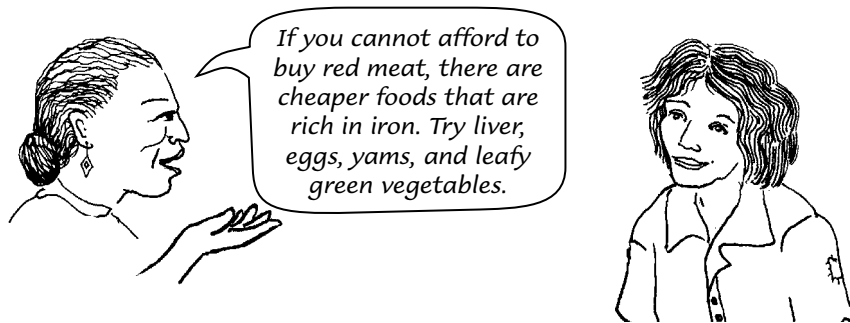 If you cannot afford to
buy red meat, there are
cheaper foods that are
rich in iron. Try liver,
eggs, yams, and leafy
green vegetables.